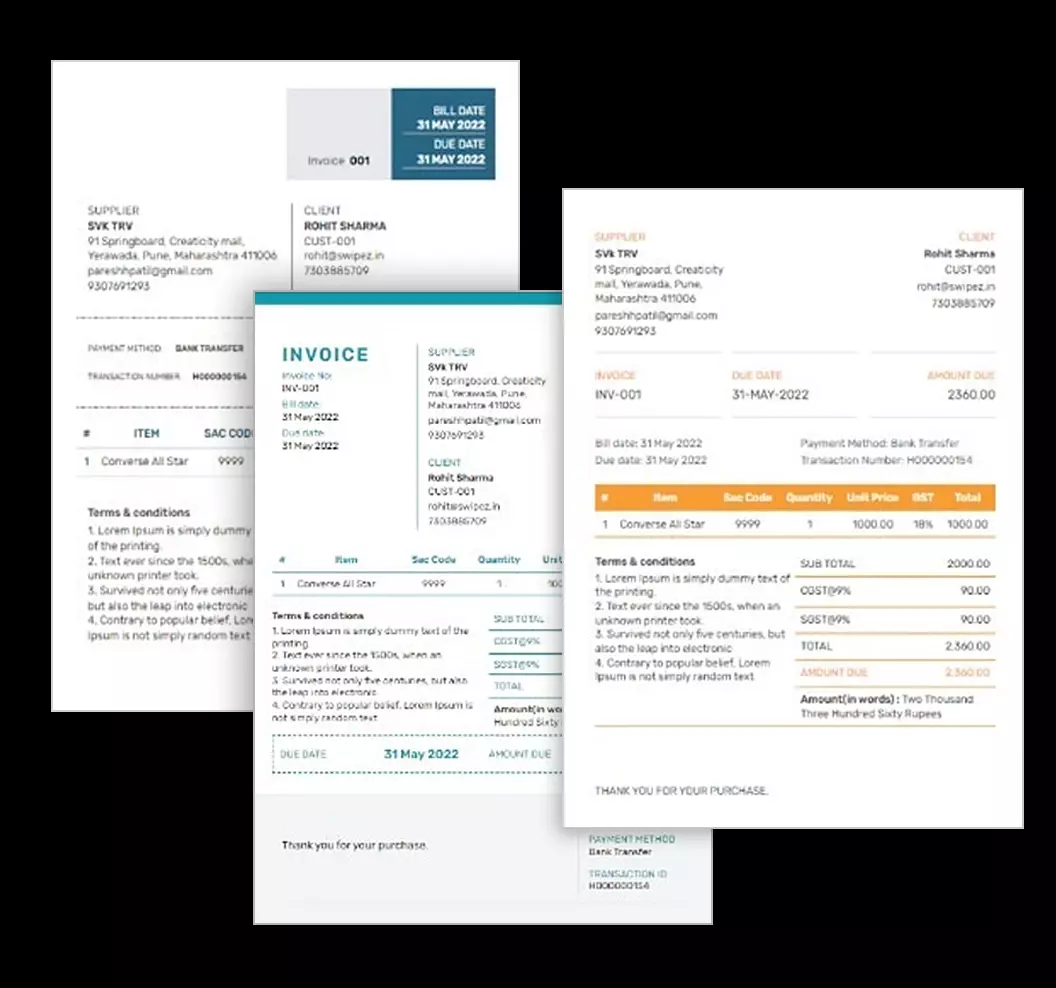 BILL DATE
31 MAY 2022
DUE DATE
31 MAY 2022
Invoice 001
SUPPLIER
SVK TRV
91 Springboard, Creaticity mall,
Yerawada, Pune, Maharashtra 411006
pareshhpatil@gmail.com
9307691293
CLIENT
ROHIT SHARMA
CUST-001
rohit@swipez.in
7303885709
PAYMENT METHOD BANK TRANSFER
TRANSACTION NUMBER H000000154
# ITEM SAC COD
1 Converse All Star 9999
Terms & conditions
1. Lorem Ipsum is simply dummy
of the printing.
2. Text ever since the 1500s, whe
unknown printer took.
3. Survived not only five centurie
but also the leap into electronic
4. Contrary to popular belief, Lor
Ipsum is not simply random text
INVOICE
Invoice No:
INV-001
Bill date:
31 May 2022
Due date:
31 May 2022
SUPPLIER
SVk TRV
91 Springboard, Creaticity
mall, Yerawada, Pune,
Maharashtra 411006
pareshhpatil@gmail.com
9307691293
CLIENT
Rohit Sharma
CUST-001
rohit@swipez.in
7303885709
# Item Sac Code Quantity Unit
1 Converse All Star 9999 1 100
Terms & conditions
1. Lorem Ipsum is simply dummy text of the
printing.
2. Text ever since the 1500s, when an
unknown printer took.
3. Survived not only five centuries, but also
the leap into electronic
4. Contrary to popular belief, Lorem Ipsum is
not simply random text
SUB TOTAL
CGST@9%
SGST@9%
TOTAL
Amount(in wo
Hundred Sixty
DUE DATE 31 May 2022 AMOUNT DUE
Thank you for your purchase.
PAYMENT METHOD
Bank Transfer
TRANSACTION ID
H000000154
SUPPLIER
SVk TRV
91 Springboard, Creaticity
mall, Yerawada, Pune,
Maharashtra 411006
pareshhpatil@gmail.com
9307691293
CLIENT
Rohit Sharma
CUST-001
rohit@swipez.in
7303885709
INVOICE DUE DATE AMOUNT DUE
INV-001 31-MAY-2022 2360.00
Bill date: 31 May 2022 Payment Method: Bank Transfer
Due date: 31 May 2022 Transaction Number: H000000154
# Item Sac Code Quantity Unit Price GST Total
1 Converse All Star 9999 1 1000.00 18% 1000.00
Terms & conditions
1. Lorem Ipsum is simply dummy text of
the printing.
2. Text ever since the 1500s, when an
unknown printer took.
3. Survived not only five centuries, but
also the leap into electronic
4. Contrary to popular belief, Lorem
Ipsum is not simply random text
SUB TOTAL 2000.00
CGST@9% 90.00
SGST@9% 90.00
TOTAL 2,360.00
AMOUNT DUE 2,360.00
Amount(in words) : Two Thousand
Three Hundred Sixty Rupees
THANK YOU FOR YOUR PURCHASE.